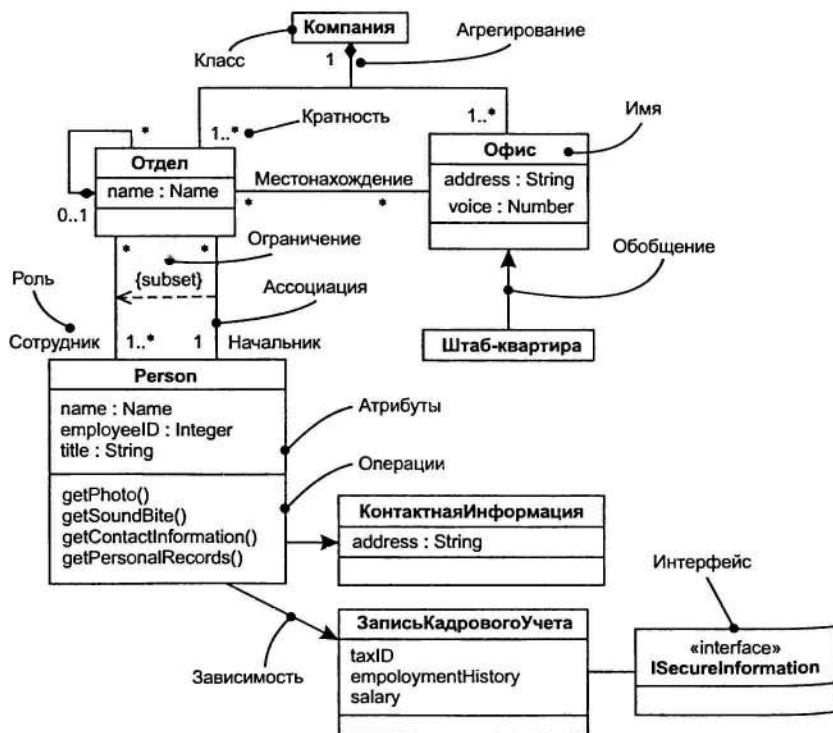 Компания
Агрегирование
Класс
1
Кратность
*
1..*
1..*
Имя
Отдел
name : Name
0..1
Местонахождение
*
*
Офис
address : String
voice : Number
*
*
Ограничение
{subset}
Обобщение
Роль
Ассоциация
Сотрудник
1..*
1
Начальник
Штаб-квартира
Person
name : Name
employeeID : Integer
title : String
Атрибуты
getPhoto()
getSoundBite()
getContactInformation()
getPersonalRecords()
Операции
КонтактнаяИнформация
address : String
Интерфейс
Зависимость
ЗаписьКадровогоУчета
taxID
empoloymentHistory
salary
«interface»
ISecureInformation